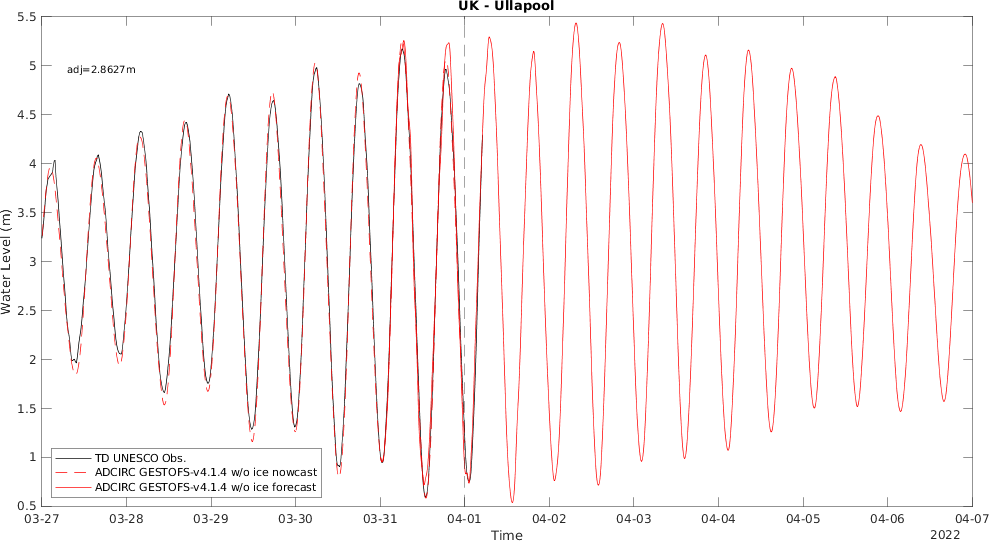 UK - Ullapool
adj=2.8627m
5.5
5
4.5
4
3.5
3
2.5
2
1.5
1
0.5
Water Level (m)
TD UNESCO Obs.
ADCIRC GESTOFS-v4.1.4 w/o ice nowcast
ADCIRC GESTOFS-v4.1.4 w/o ice forecast
03-27 03-28 03-29 03-30 03-31 04-01 04-02 04-03 04-04 04-05 04-06 04-07
Time
2022